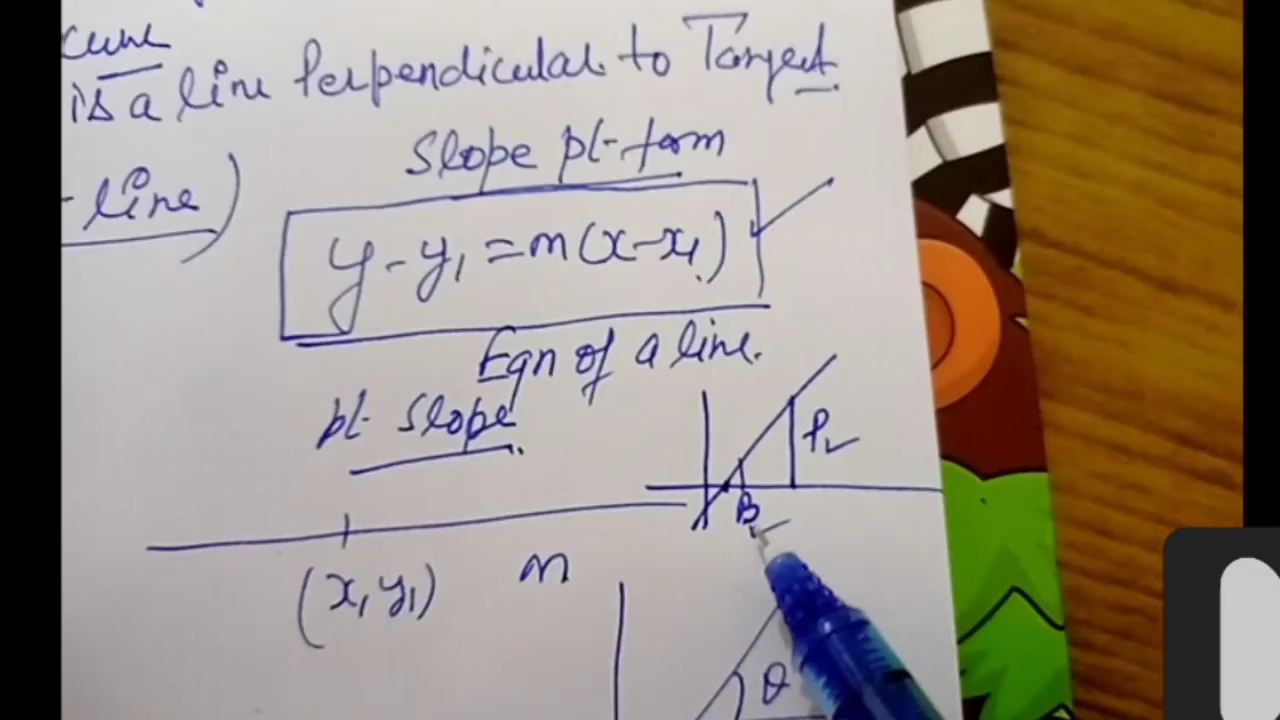 curve
is a line Perpendicular to Tangent
Slope pt-form
- line)
y - y₁ = m(x - x₁)
Eqn of a line.
pt- slope
P
B
(x₁ y₁)
m
θ